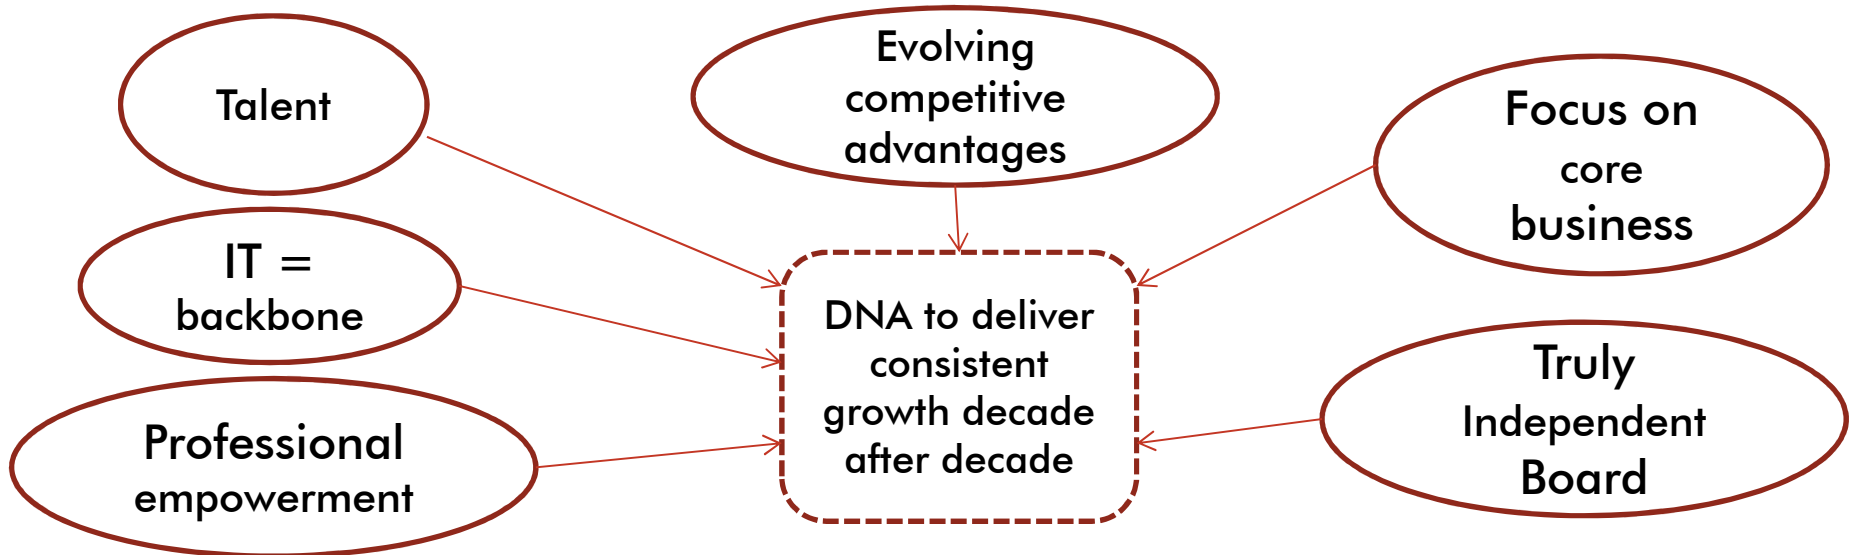 Talent
Evolving
competitive
advantages
Focus on
core
business
IT =
backbone
DNA to deliver
consistent
growth decade
after decade
Professional
empowerment
Truly
Independent
Board